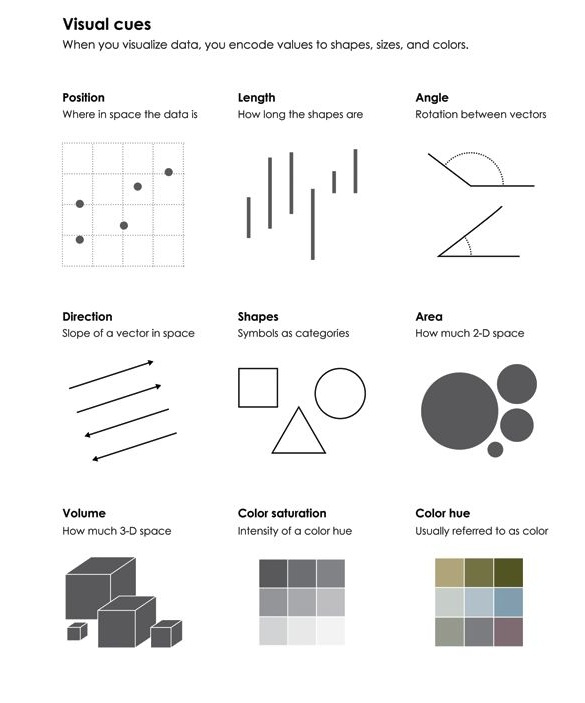 Visual cues
When you visualize data, you encode values to shapes, sizes, and colors.
Position
Where in space the data is
Length
How long the shapes are
Angle
Rotation between vectors
Direction
Slope of a vector in space
Shapes
Symbols as categories
Area
How much 2-D space
Volume
How much 3-D space
Color saturation
Intensity of a color hue
Color hue
Usually referred to as color